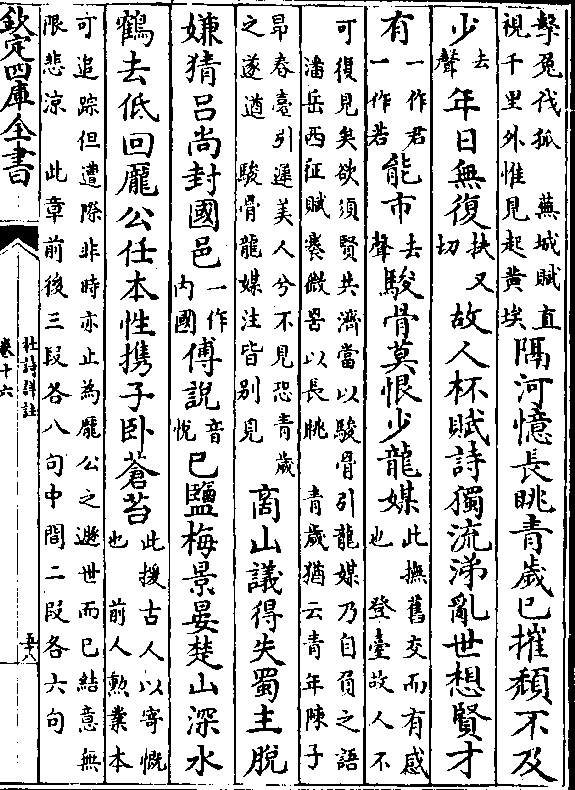 擊兔伐狐 蕪城賦直
視千里外惟見起黄埃
隔河憶長眺青歲已摧頽不及
少去聲年日無復扶又切故人杯賦詩獨流涕亂世想賢才
有一作君一作若能市去聲駿骨莫恨少龍媒此撫舊交而有感
也 登臺故人不
可復見矣欲須賢共濟當以駿骨引龍媒乃自負之語
潘岳西征賦寮微罟以長眺 青歲猶云青年陳子
昻春臺引遲美人兮不見恐青歲
之遂遒 駿骨龍媒注皆別見
商山議得失蜀主脫
嫌猜吕尚封國邑一作内國傅說音悅已鹽梅景晏楚山深水
鶴去低回龎公任本性携子卧蒼苔此援古人以寄慨
也 前人勲業本
可追踪但遭際非時亦止為龎公之遯世而已結意無
限悲涼 此章前後三段各八句中間二段各六句
欽定四庫全書
杜詩詳註
卷十六
五十八